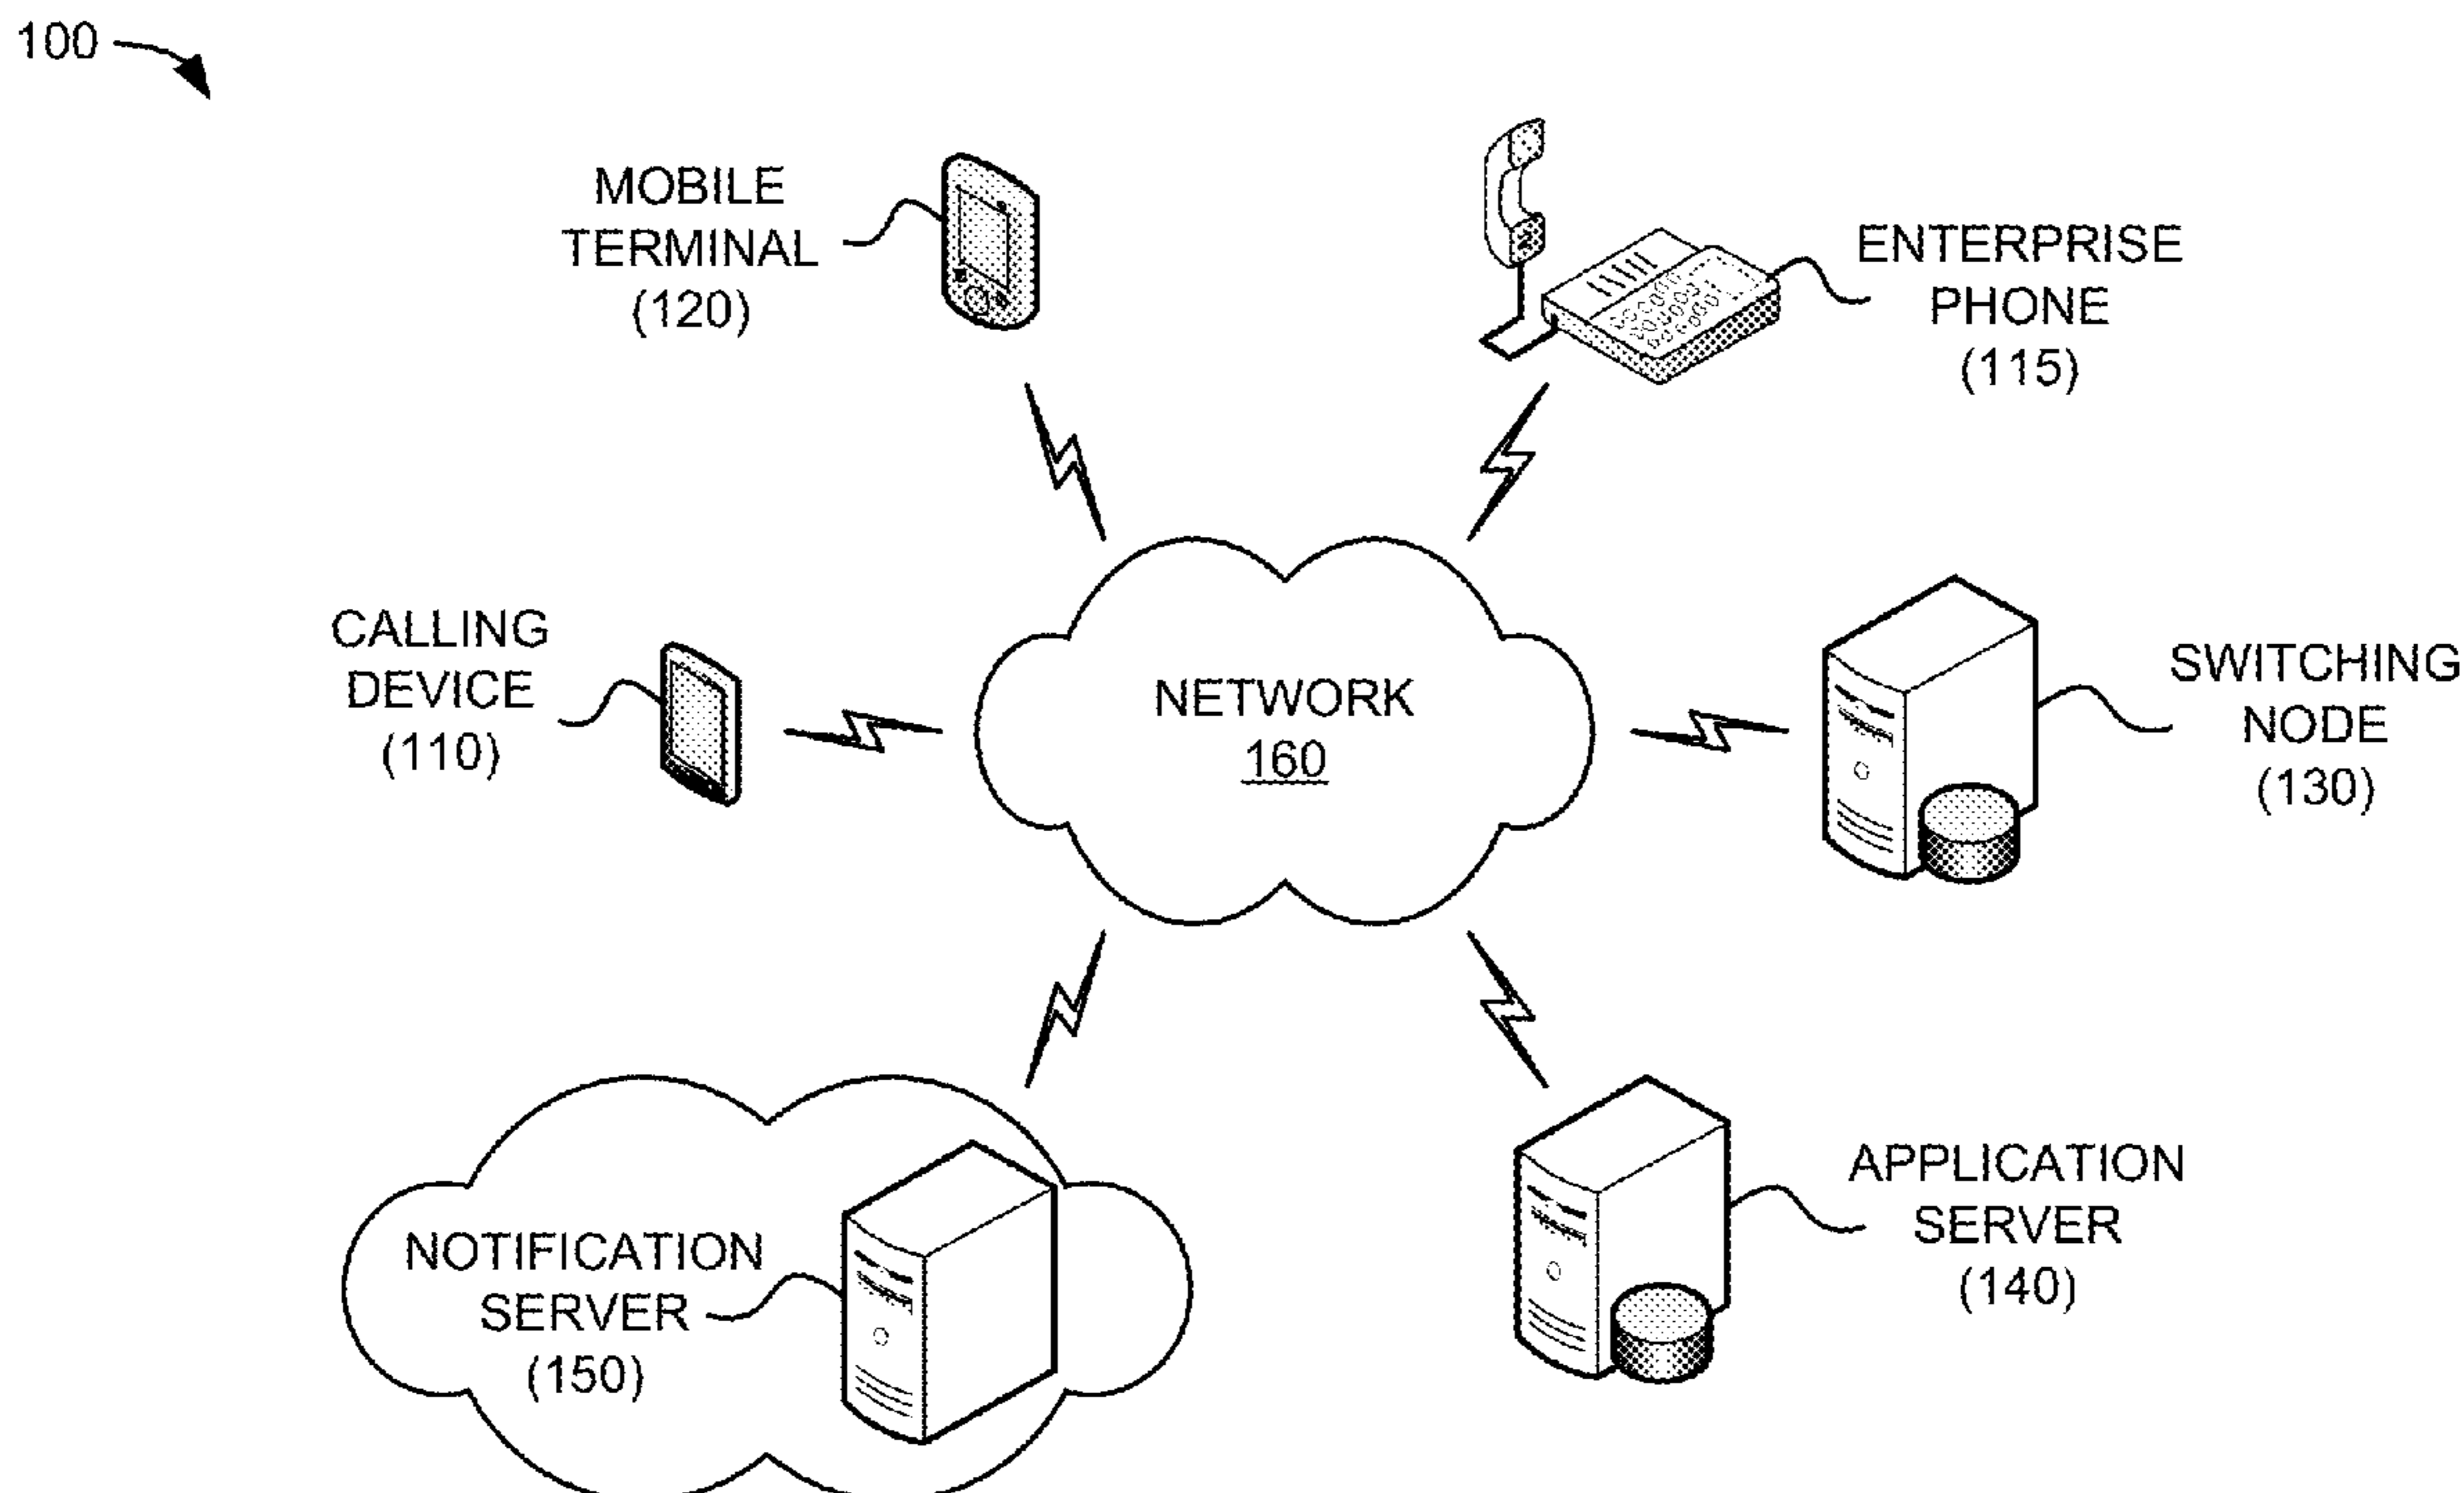 100
MOBILE
TERMINAL
(120)
ENTERPRISE
PHONE
(115)
CALLING
DEVICE
(110)
NETWORK
160
SWITCHING
NODE
(130)
NOTIFICATION
SERVER
(150)
APPLICATION
SERVER
(140)